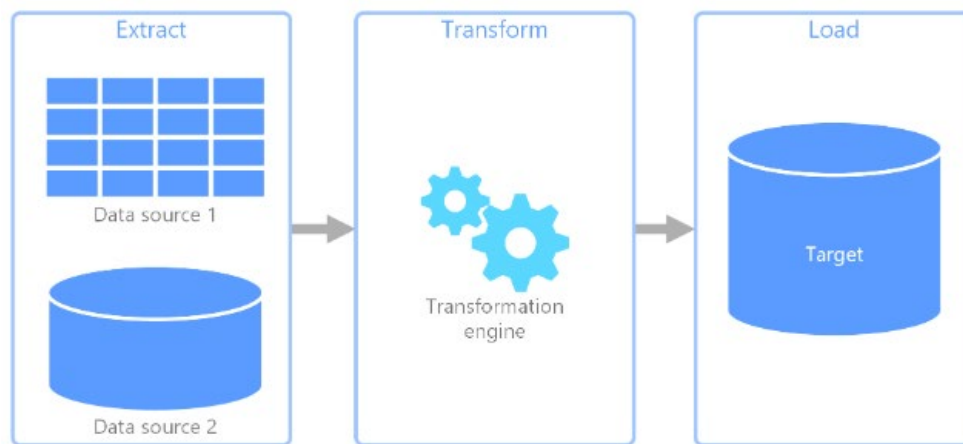 Extract
Data source 1
Data source 2
Transform
Transformation
engine
Load
Target